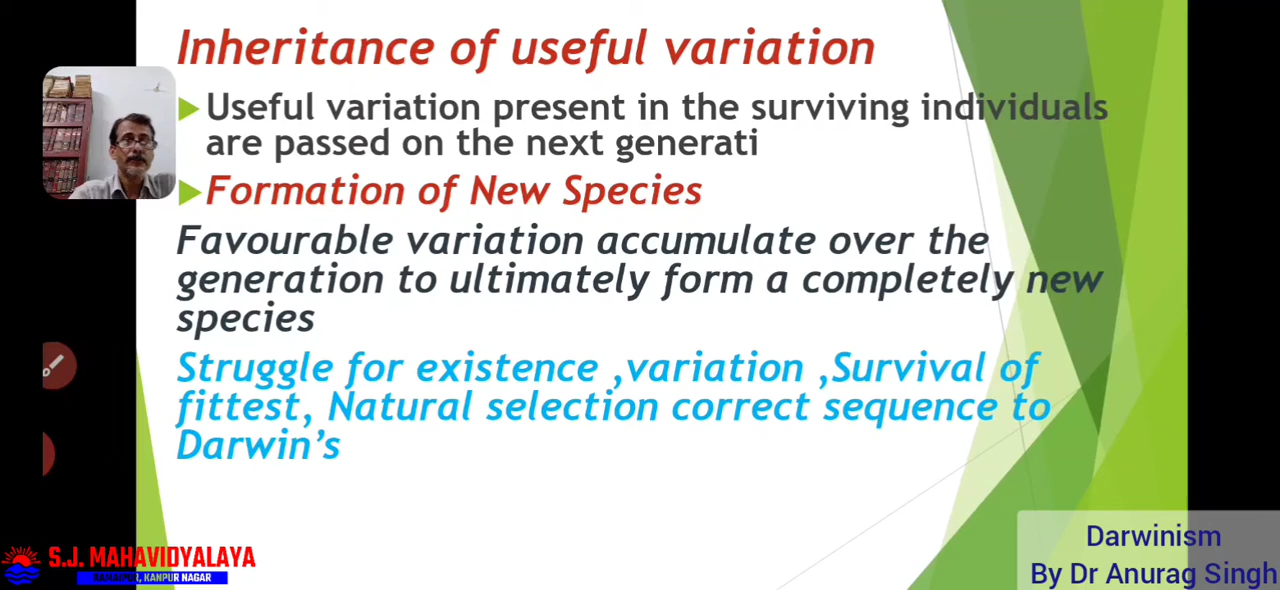 Inheritance of useful variation
Useful variation present in the surviving individuals
are passed on the next generati
Formation of New Species
Favourable variation accumulate over the
generation to ultimately form a completely new
species
Struggle for existence ,variation ,Survival of
fittest, Natural selection correct sequence to
Darwin’s
S.J. MAHAVIDYALAYA
RAMAIPUR, KANPUR NAGAR
Darwinism
By Dr Anurag Singh